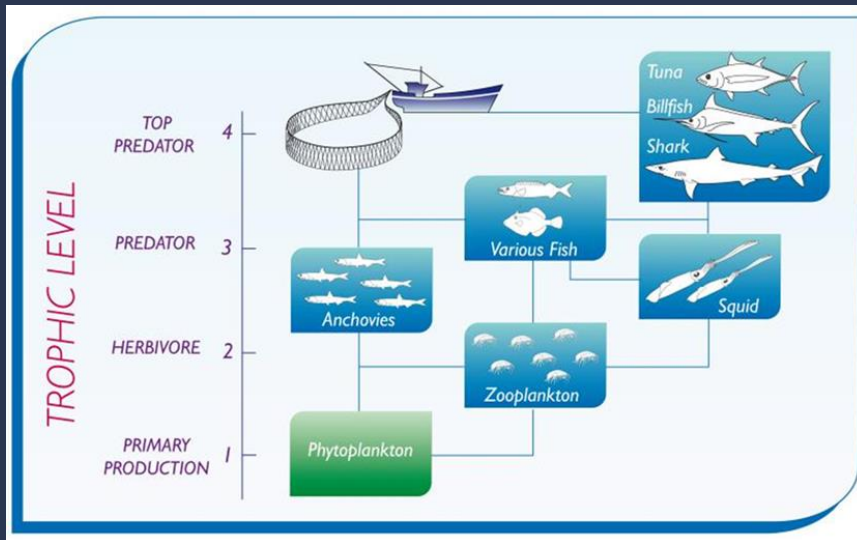 TROPHIC LEVEL
TOP
PREDATOR
4
PREDATOR
3
HERBIVORE
2
PRIMARY
PRODUCTION
1
Tuna
Billfish
Shark
Various Fish
Anchovies
Squid
Zooplankton
Phytoplankton